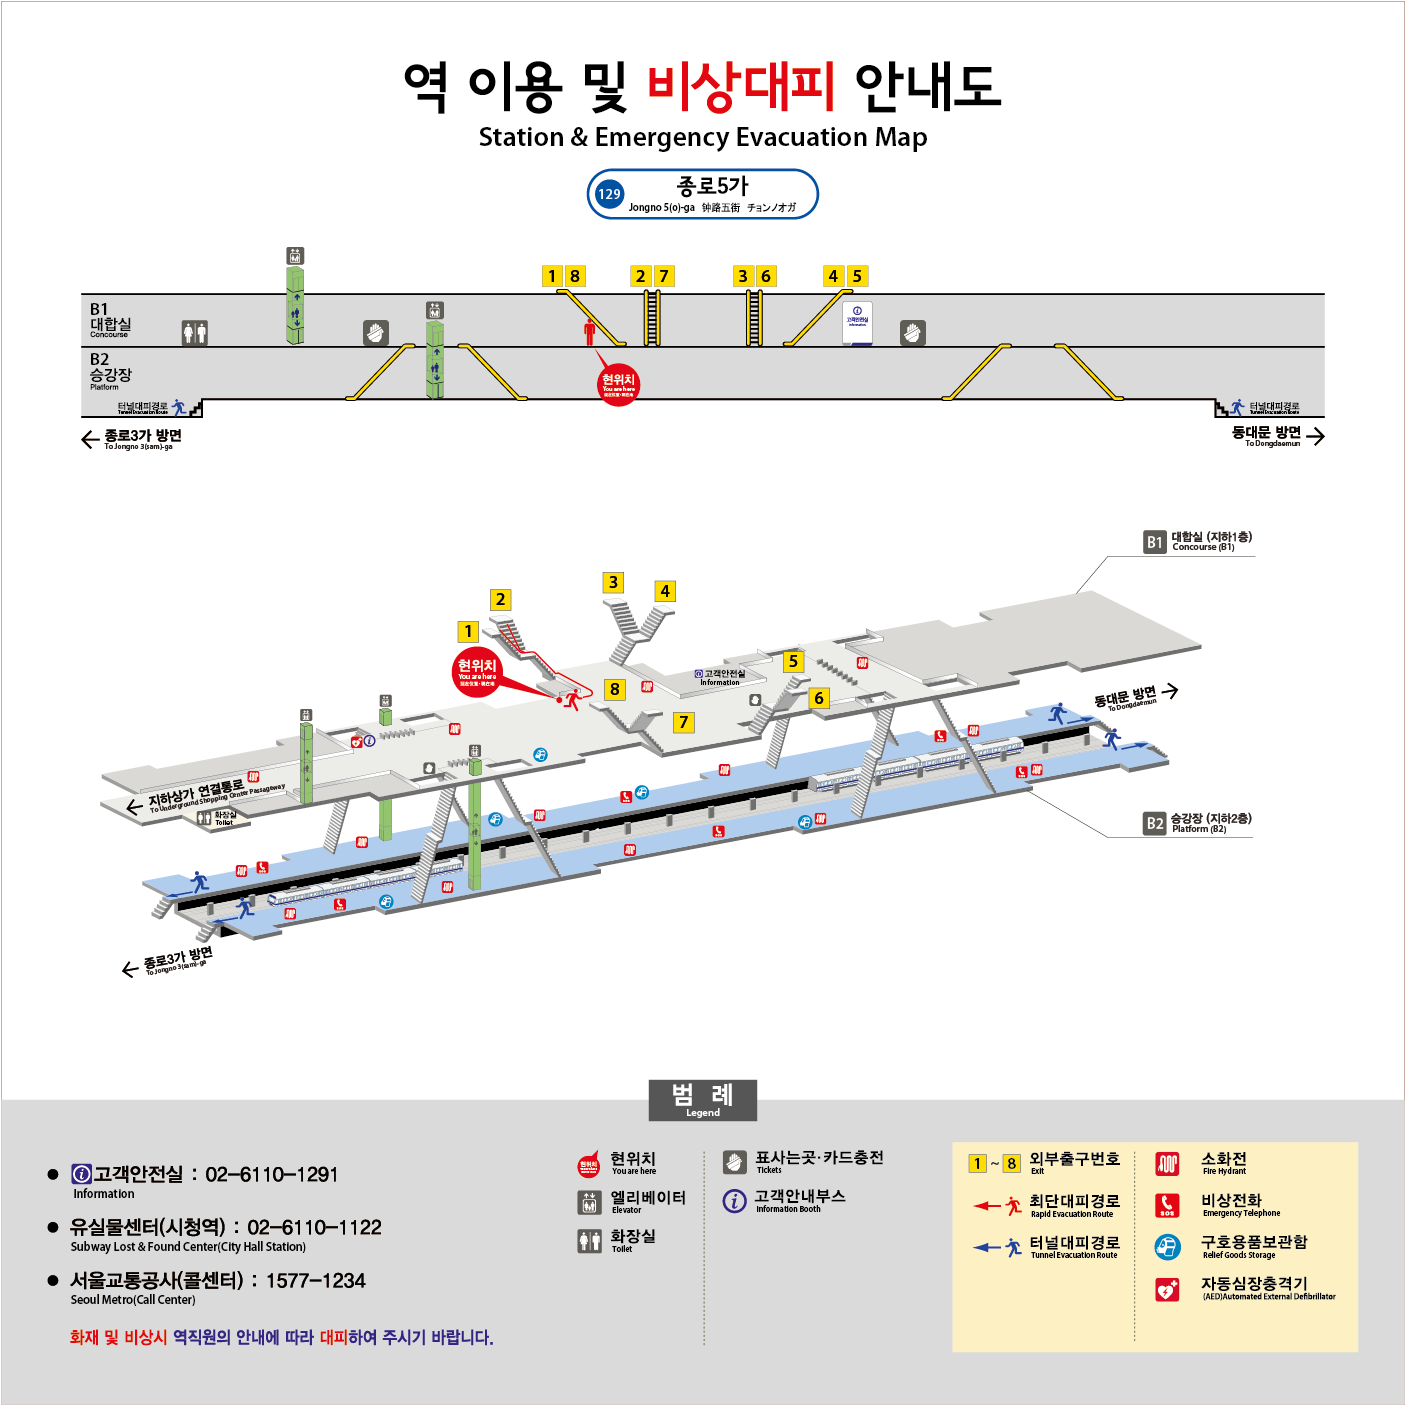 역 이용 및 비상대피 안내도
Station & Emergency Evacuation Map
129
종로5가
Jongno 5(o)-ga 钟路五街 チョンノオガ
1 8 2 7 3 6 4 5
B1
대합실
Concourse
고객안전실
Information
B2
승강장
Platform
현위치
You are here
터널대피경로
Tunnel Evacuation Route
터널대피경로
Tunnel Evacuation Route
종로3가 방면
To Jongno 3(sam)-ga
동대문 방면
To Dongdaemun
B1 대합실 (지하1층)
Concourse (B1)
3
4
2
1
현위치
You are here
고객안전실
Information
5
6
8
7
동대문 방면
To Dongdaemun
지하상가 연결통로
To Underground Shopping Center Passageway
화장실
Toilet
B2 승강장 (지하2층)
Platform (B2)
종로3가 방면
To Jongno 3(sam)-ga
범 례
Legend
● 고객안전실 : 02-6110-1291
Information
● 유실물센터(시청역) : 02-6110-1122
Subway Lost & Found Center(City Hall Station)
● 서울교통공사(콜센터) : 1577-1234
Seoul Metro(Call Center)
화재 및 비상시 역직원의 안내에 따라 대피하여 주시기 바랍니다.
현위치
현위치
You are here
엘리베이터
Elevator
화장실
Toilet
표사는곳·카드충전
Tickets
고객안내부스
Information Booth
1 ~ 8 외부출구번호
Exit
최단대피경로
Rapid Evacuation Route
터널대피경로
Tunnel Evacuation Route
소화전
Fire Hydrant
SOS
비상전화
Emergency Telephone
구호용품보관함
Relief Goods Storage
자동심장충격기
(AED)Automated External Defibrillator